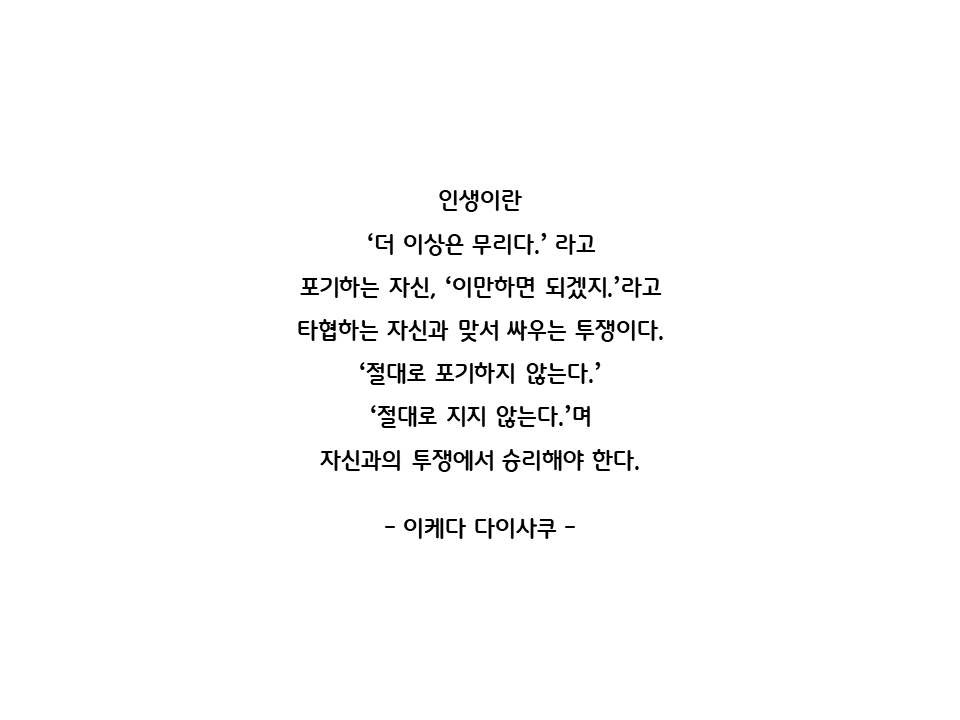 인생이란
‘더 이상은 무리다.’ 라고
포기하는 자신, ‘이만하면 되겠지.’라고
타협하는 자신과 맞서 싸우는 투쟁이다.
‘절대로 포기하지 않는다.’
‘절대로 지지 않는다.’며
자신과의 투쟁에서 승리해야 한다.
- 이케다 다이사쿠 -